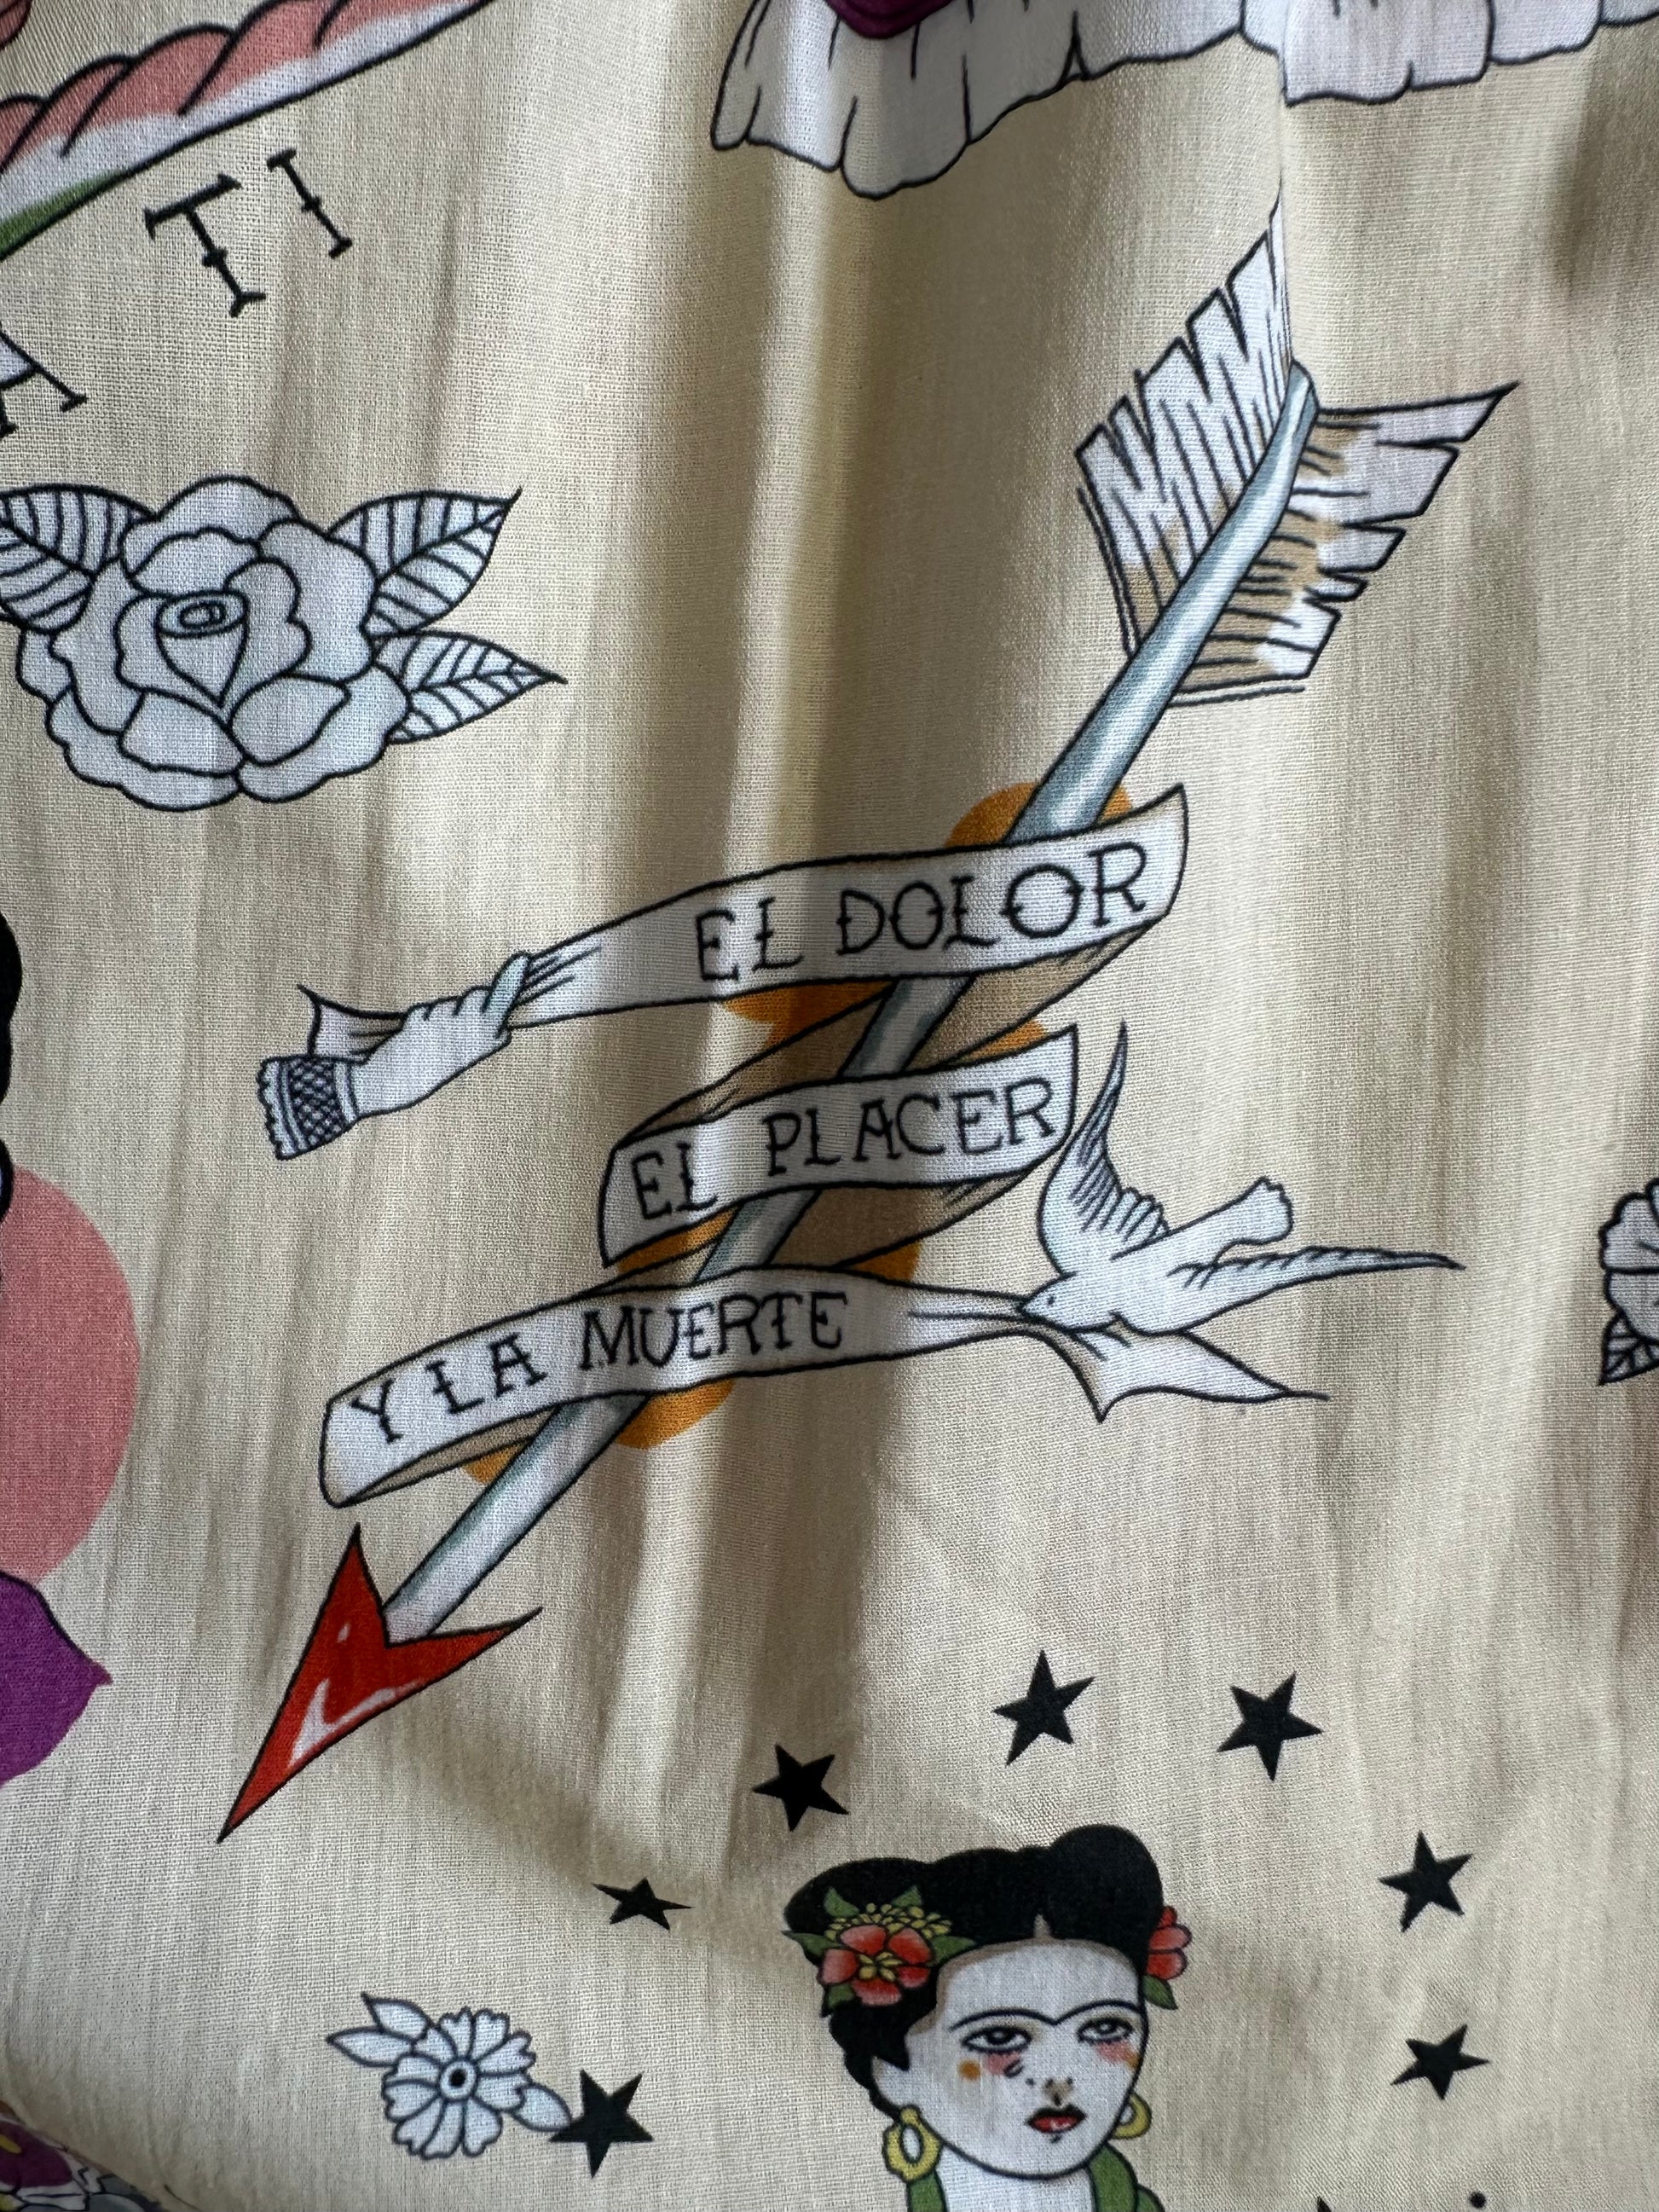 TI
EL DOLOR
EL PLACER
Y LA MUERTE